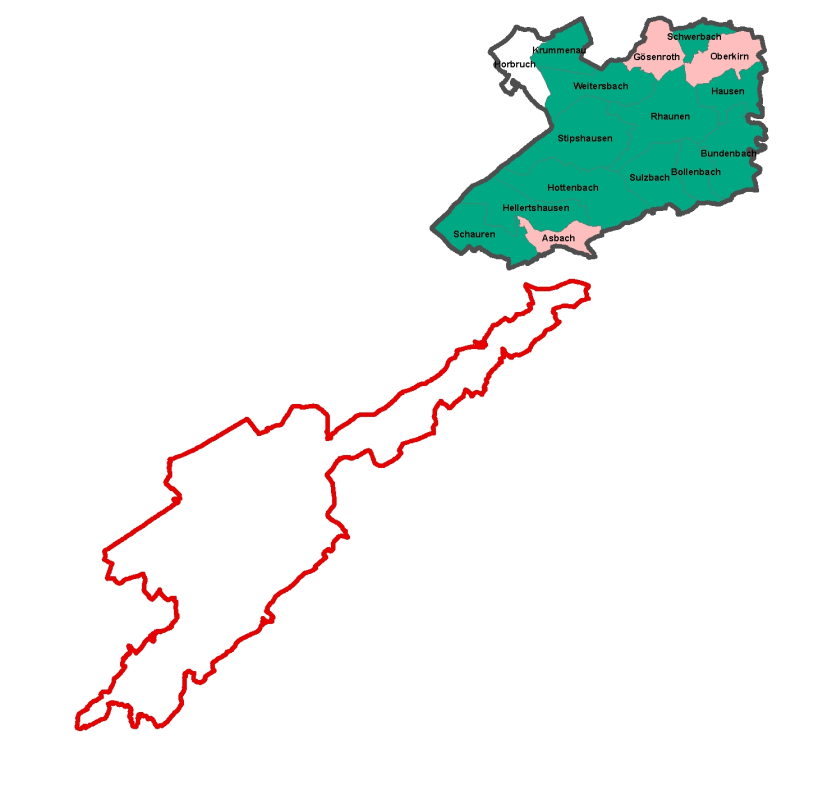 Schwerbach
Krummenau
Gösenroth
Oberkirn
Horbruch
Weitersbach
Hausen
Rhaunen
Stipshausen
Bundenbach
Bollenbach
Sulzbach
Hottenbach
Hellertshausen
Schauren
Asbach